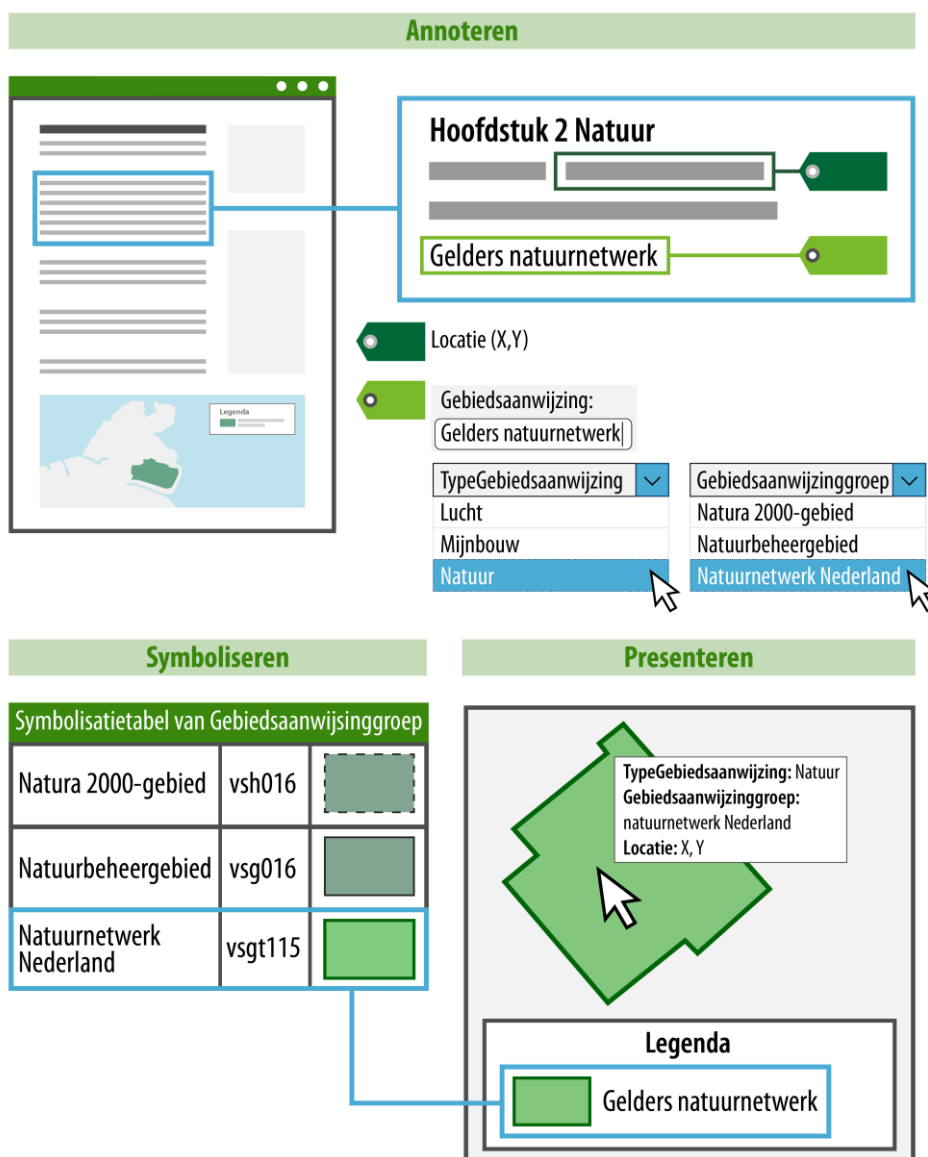 Annoteren
Hoofdstuk 2 Natuur
Gelders natuurnetwerk
Locatie (X,Y)
Gebiedsaanwijzing:
Gelders natuurnetwerk
Legenda
TypeGebiedsaanwijzing
Lucht
Mijnbouw
Natuur
Gebiedsaanwijzinggroep
Natura 2000-gebied
Natuurbeheergebied
Natuurnetwerk Nederland
Symboliseren
Symbolisatietabel van Gebiedsaanwijsinggroep
Natura 2000-gebied vsh016
Natuurbeheergebied vsg016
Natuurnetwerk
Nederland
vsgt115
Presenteren
TypeGebiedsaanwijzing: Natuur
Gebiedsaanwijzinggroep:
natuurnetwerk Nederland
Locatie: X, Y
Legenda
Gelders natuurnetwerk